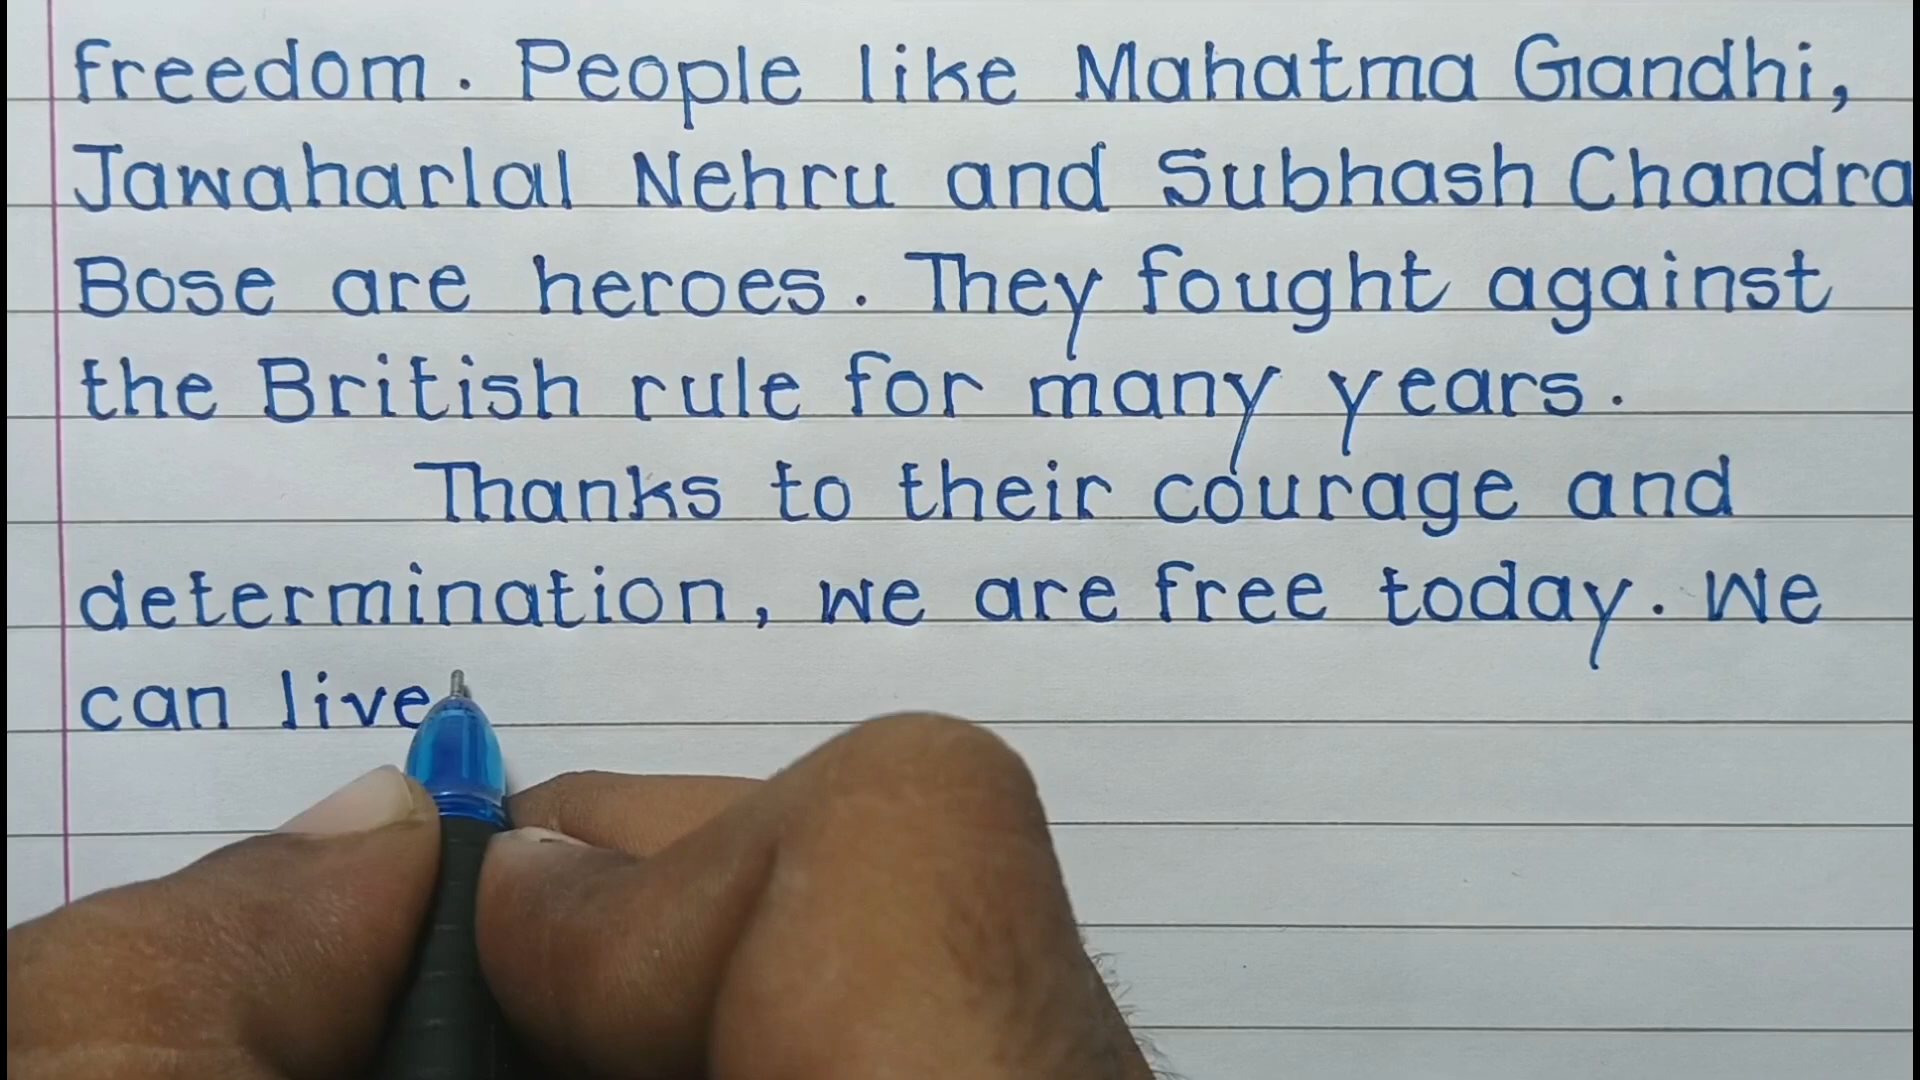 freedom. People like Mahatma Gandhi,
Jawaharlal Nehru and Subhash Chandra
Bose are heroes. They fought against
the British rule for many years.
Thanks to their courage and
determination, we are free today. We
can live